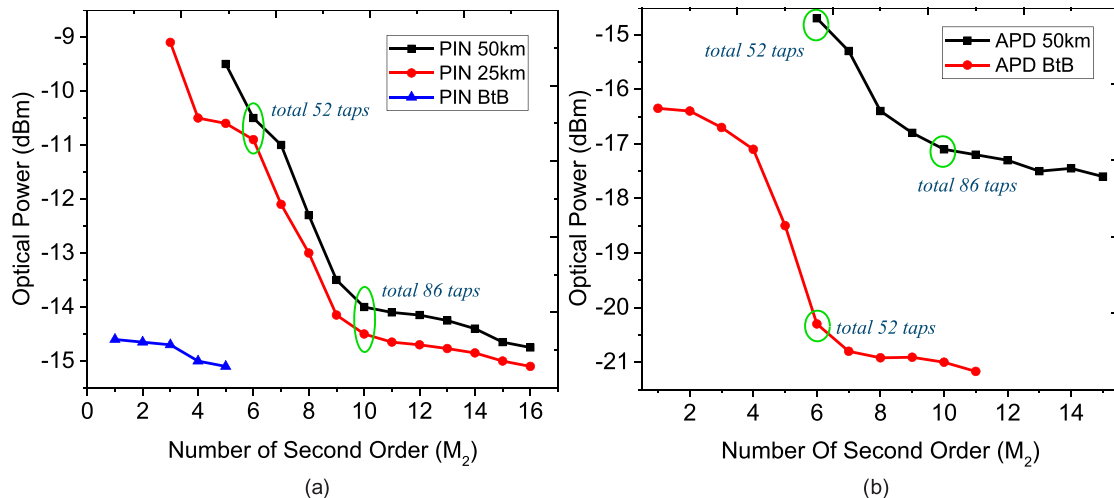 -9
-10
-11
-12
-13
-14
-15
Optical Power (dBm)
PIN 50km
PIN 25km
PIN BtB
total 52 taps
total 86 taps
0 2 4 6 8 10 12 14 16
Number of Second Order (M2)
(a)
-15
-16
-17
-18
-19
-20
-21
Optical Power (dBm)
APD 50km
APD BtB
total 52 taps
total 86 taps
total 52 taps
2 4 6 8 10 12 14
Number Of Second Order (M2)
(b)